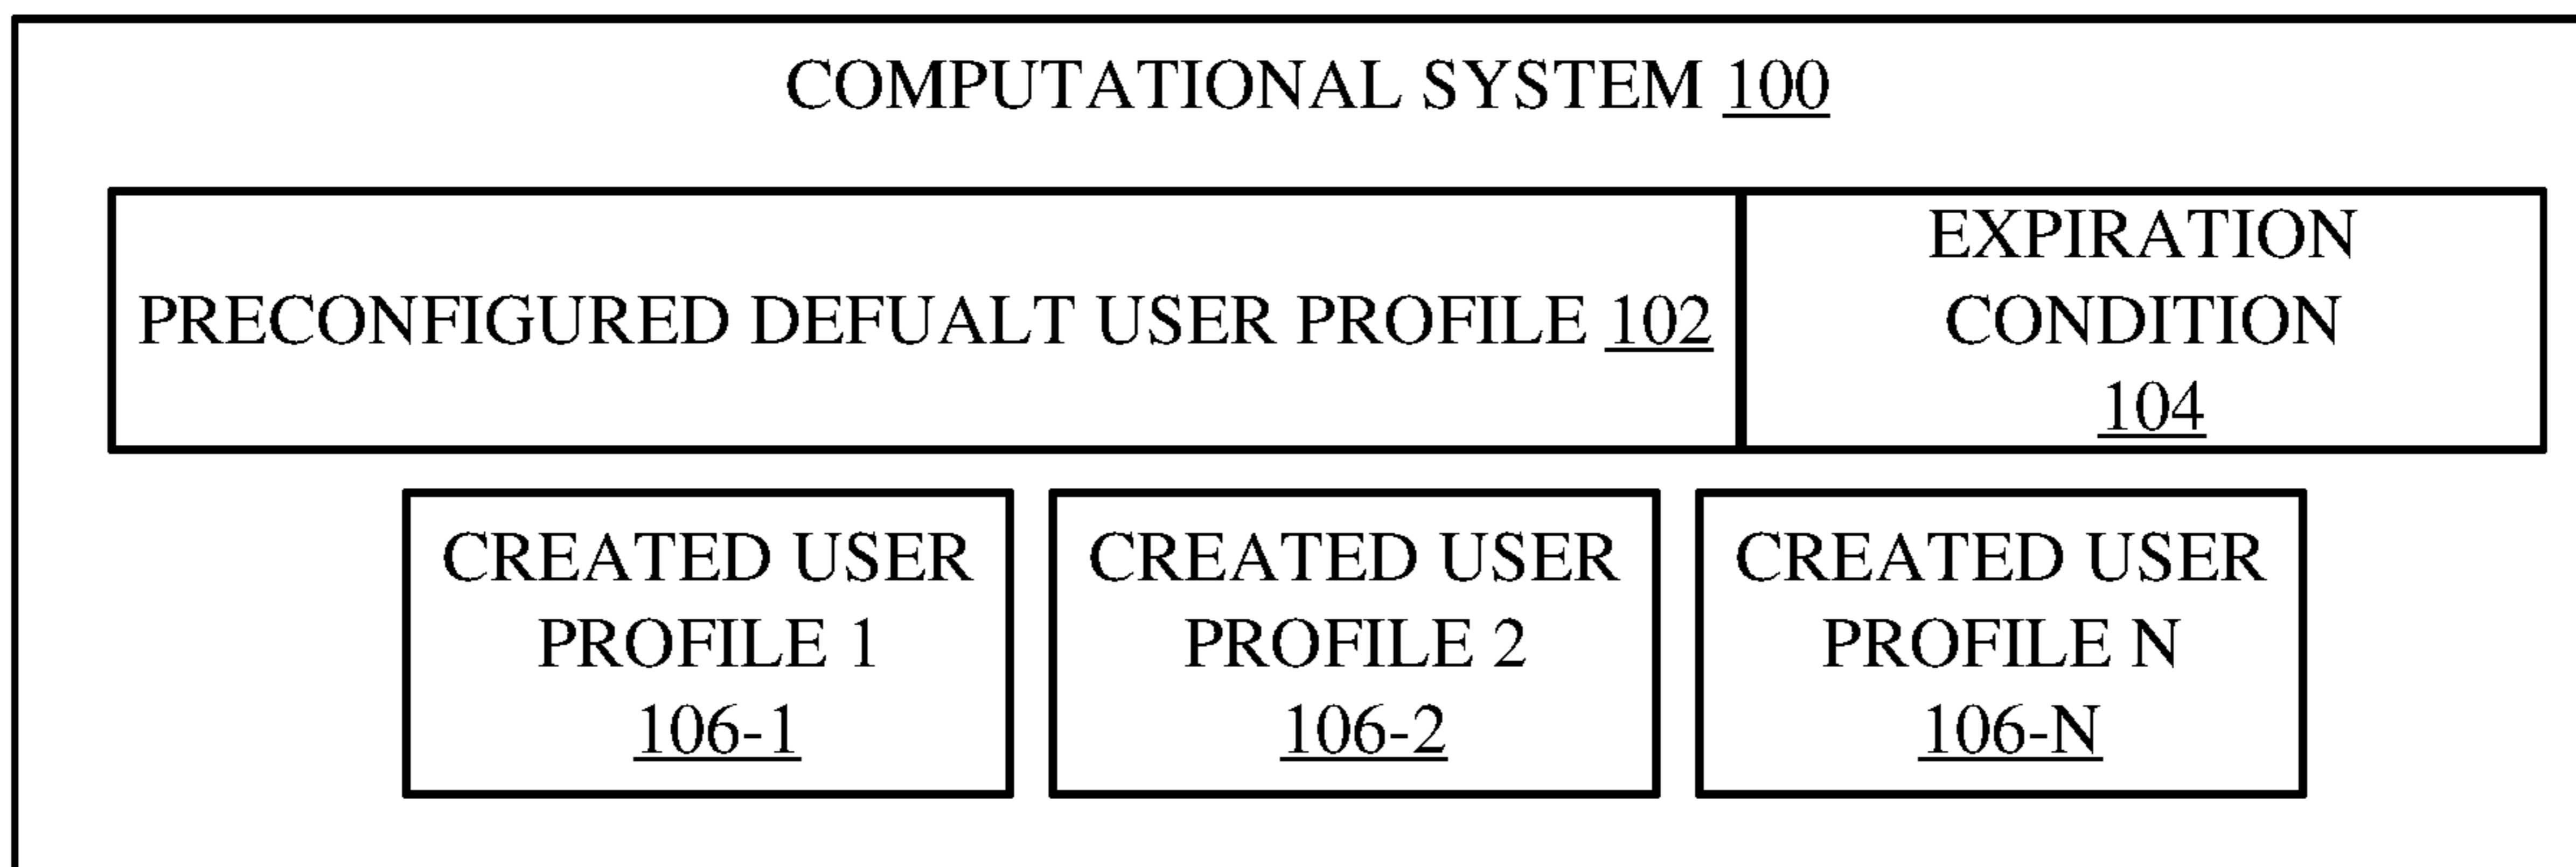 COMPUTATIONAL SYSTEM 100
PRECONFIGURED DEFUALT USER PROFILE 102
EXPIRATION
CONDITION
104
CREATED USER
PROFILE 1
106-1
CREATED USER
PROFILE 2
106-2
CREATED USER
PROFILE N
106-N